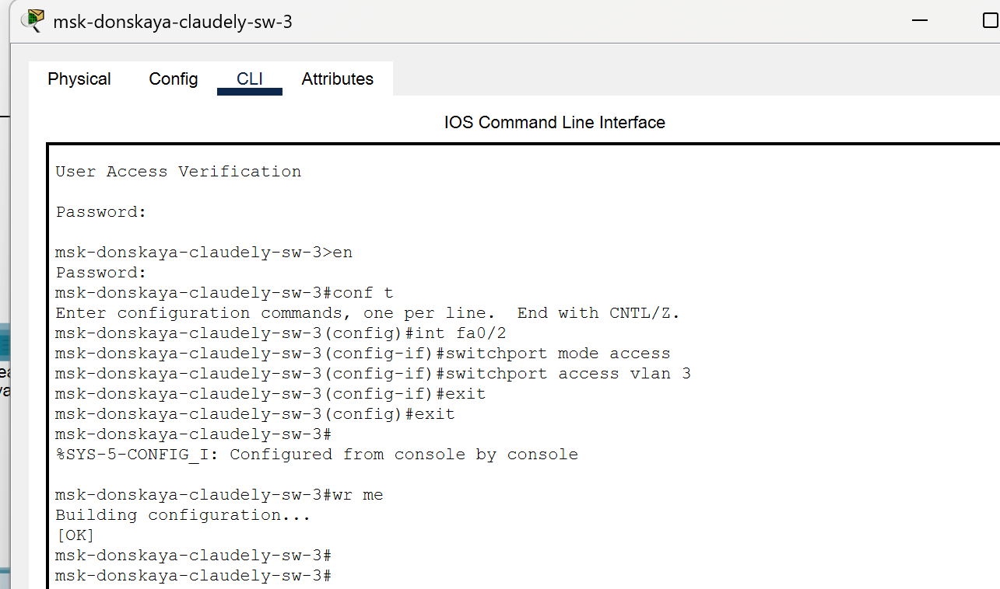 msk-donskaya-claudely-sw-3
Physical Config CLI Attributes
IOS Command Line Interface
User Access Verification
Password:
msk-donskaya-claudely-sw-3>en
Password:
msk-donskaya-claudely-sw-3#conf t
Enter configuration commands, one per line.  End with CNTL/Z.
msk-donskaya-claudely-sw-3(config)#int fa0/2
msk-donskaya-claudely-sw-3(config-if)#switchport mode access
msk-donskaya-claudely-sw-3(config-if)#switchport access vlan 3
msk-donskaya-claudely-sw-3(config-if)#exit
msk-donskaya-claudely-sw-3(config)#exit
msk-donskaya-claudely-sw-3#
%SYS-5-CONFIG_I: Configured from console by console
msk-donskaya-claudely-sw-3#wr me
Building configuration...
[OK]
msk-donskaya-claudely-sw-3#
msk-donskaya-claudely-sw-3#